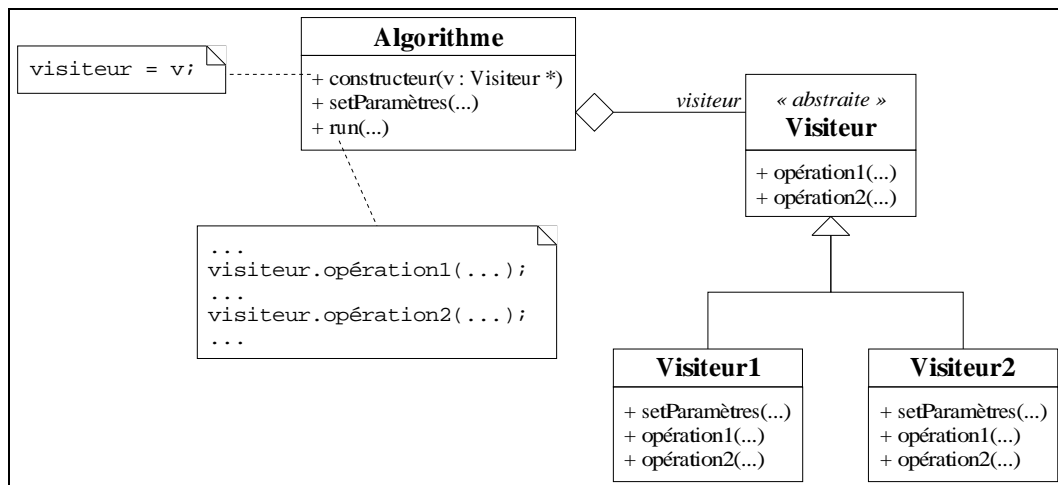 Algorithme
visiteur = v;
+ constructeur(v : Visiteur *)
+ setParamètres(...)
+ run(...)
visiteur
« abstraite »
Visiteur
+ opération1(...)
+ opération2(...)
...
visiteur.opération1(...);
...
visiteur.opération2(...);
...
Visiteur1
+ setParamètres(...)
+ opération1(...)
+ opération2(...)
Visiteur2
+ setParamètres(...)
+ opération1(...)
+ opération2(...)